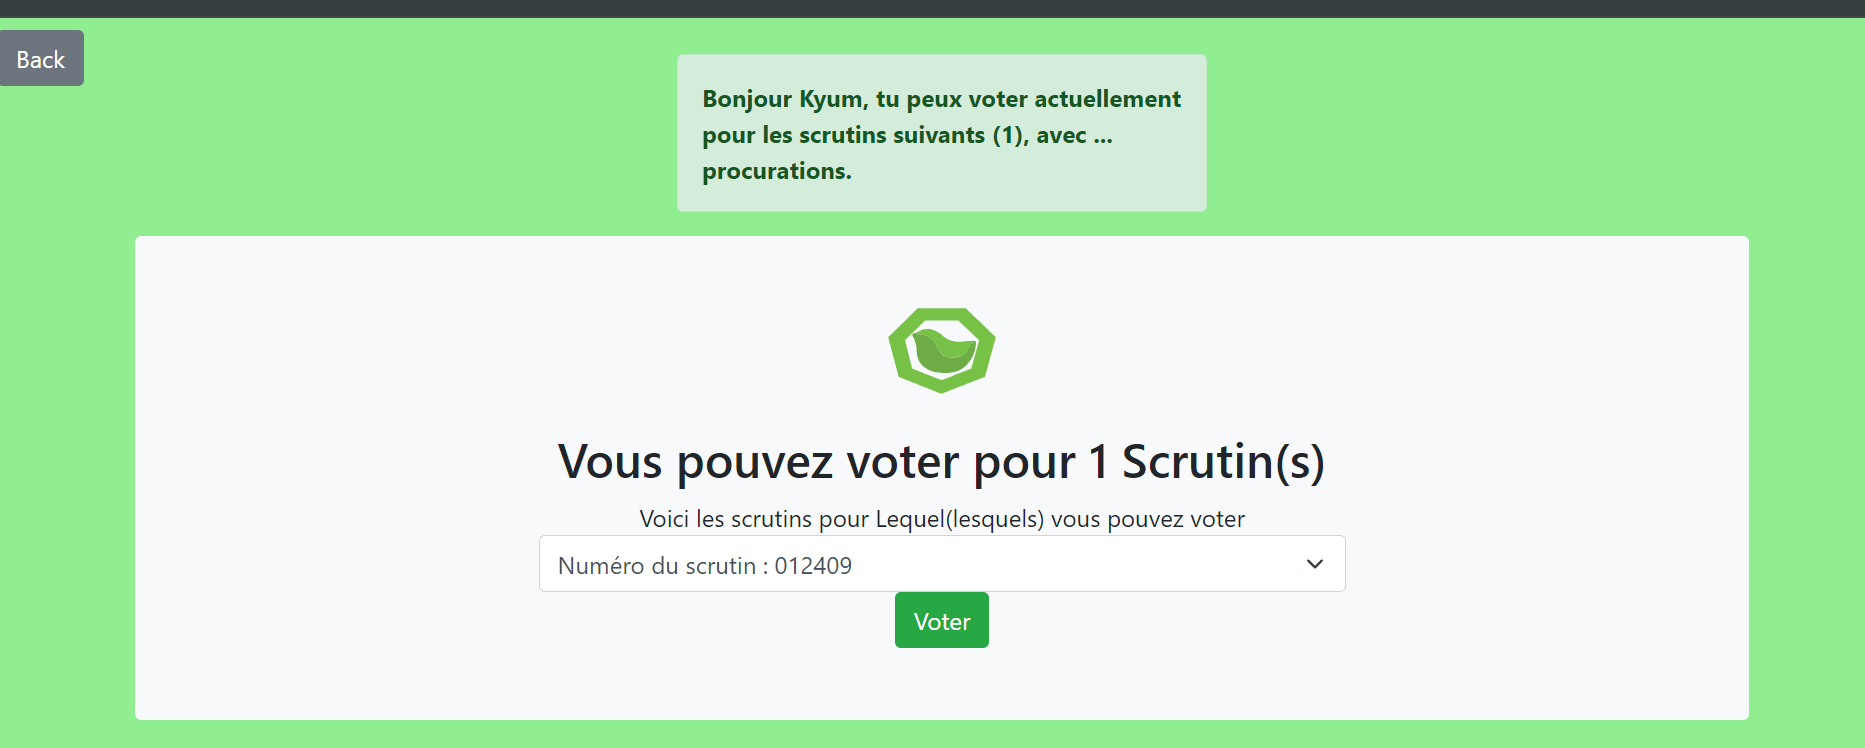 Back
Bonjour Kyum, tu peux voter actuellement
pour les scrutins suivants (1), avec ...
procurations.
Vous pouvez voter pour 1 Scrutin(s)
Voici les scrutins pour Lequel(lesquels) vous pouvez voter
Numéro du scrutin : 012409
Voter